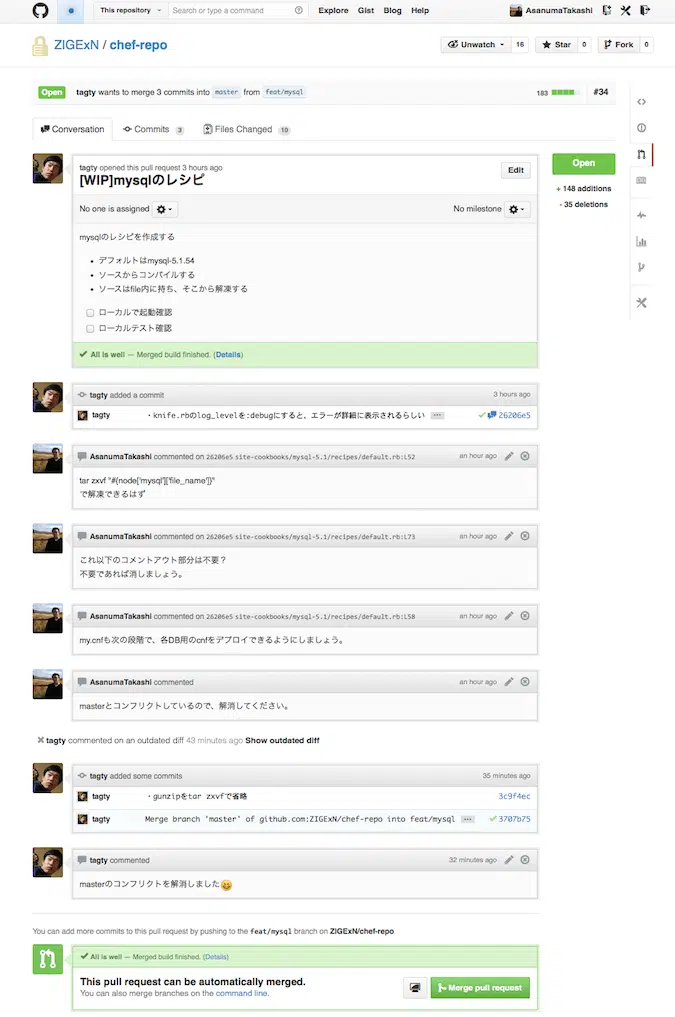 This repository Search or type a command Explore Gist Blog Help AsanumaTakashi
ZIGExN / chef-repo Unwatch 16 Star 0 Fork 0
Open tagty wants to merge 3 commits into master from feat/mysql 183 #34
Conversation Commits 3 Files Changed 10
tagty opened this pull request 3 hours ago
[WIP]mysqlのレシピ
Edit
Open
+ 148 additions
- 35 deletions
No one is assigned No milestone
mysqlのレシピを作成する
• デフォルトはmysql-5.1.54
• ソースからコンパイルする
• ソースはfile内に持ち、そこから解凍する
ローカルで起動確認
ローカルテスト確認
All is well — Merged build finished. (Details)
tagty added a commit 3 hours ago
tagty ・knife.rbのlog_levelを:debugにすると、エラーが詳細に表示されるらしい ... 26206e5
AsanumaTakashi commented on 26206e5 site-cookbooks/mysql-5.1/recipes/default.rb:L52 an hour ago
tar zxvf "#{node['mysql']['file_name']}"
で解凍できるはず
AsanumaTakashi commented on 26206e5 site-cookbooks/mysql-5.1/recipes/default.rb:L73 an hour ago
これ以下のコメントアウト部分は不要？
不要であれば消しましょう。
AsanumaTakashi commented on 26206e5 site-cookbooks/mysql-5.1/recipes/default.rb:L58 an hour ago
my.cnfも次の段階で、各DB用のcnfをデプロイできるようにしましょう。
AsanumaTakashi commented an hour ago
masterとコンフリクトしているので、解消してください。
tagty commented on an outdated diff 43 minutes ago Show outdated diff
tagty added some commits 35 minutes ago
tagty ・gunzipをtar zxvfで省略 3c9f4ec
tagty Merge branch 'master' of github.com:ZIGExN/chef-repo into feat/mysql ... 3707b75
tagty commented 32 minutes ago
masterのコンフリクトを解消しました😄
You can add more commits to this pull request by pushing to the feat/mysql branch on ZIGExN/chef-repo
All is well — Merged build finished. (Details)
This pull request can be automatically merged.
You can also merge branches on the command line.
Merge pull request